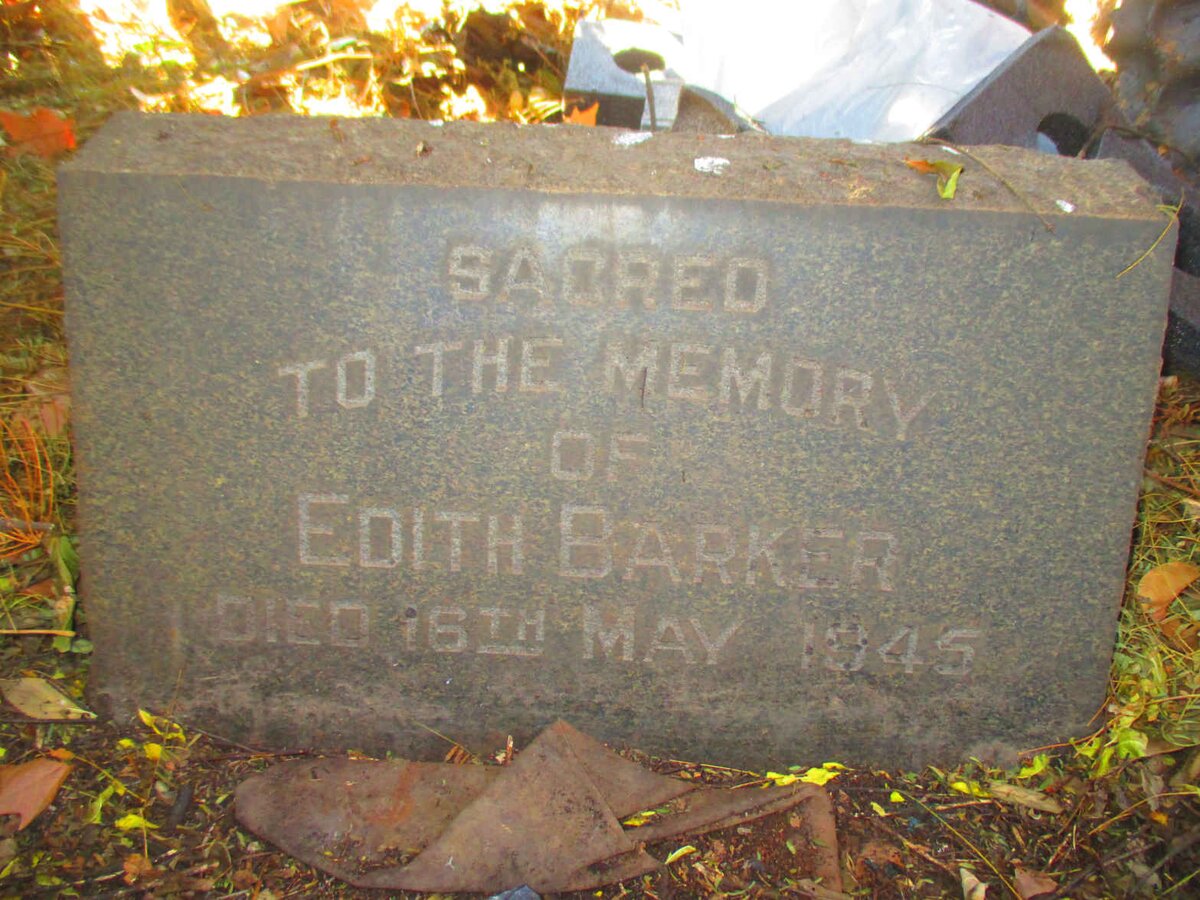 SACRED
TO THE MEMORY
OF
EDITH BARKER
DIED 16TH MAY 1945